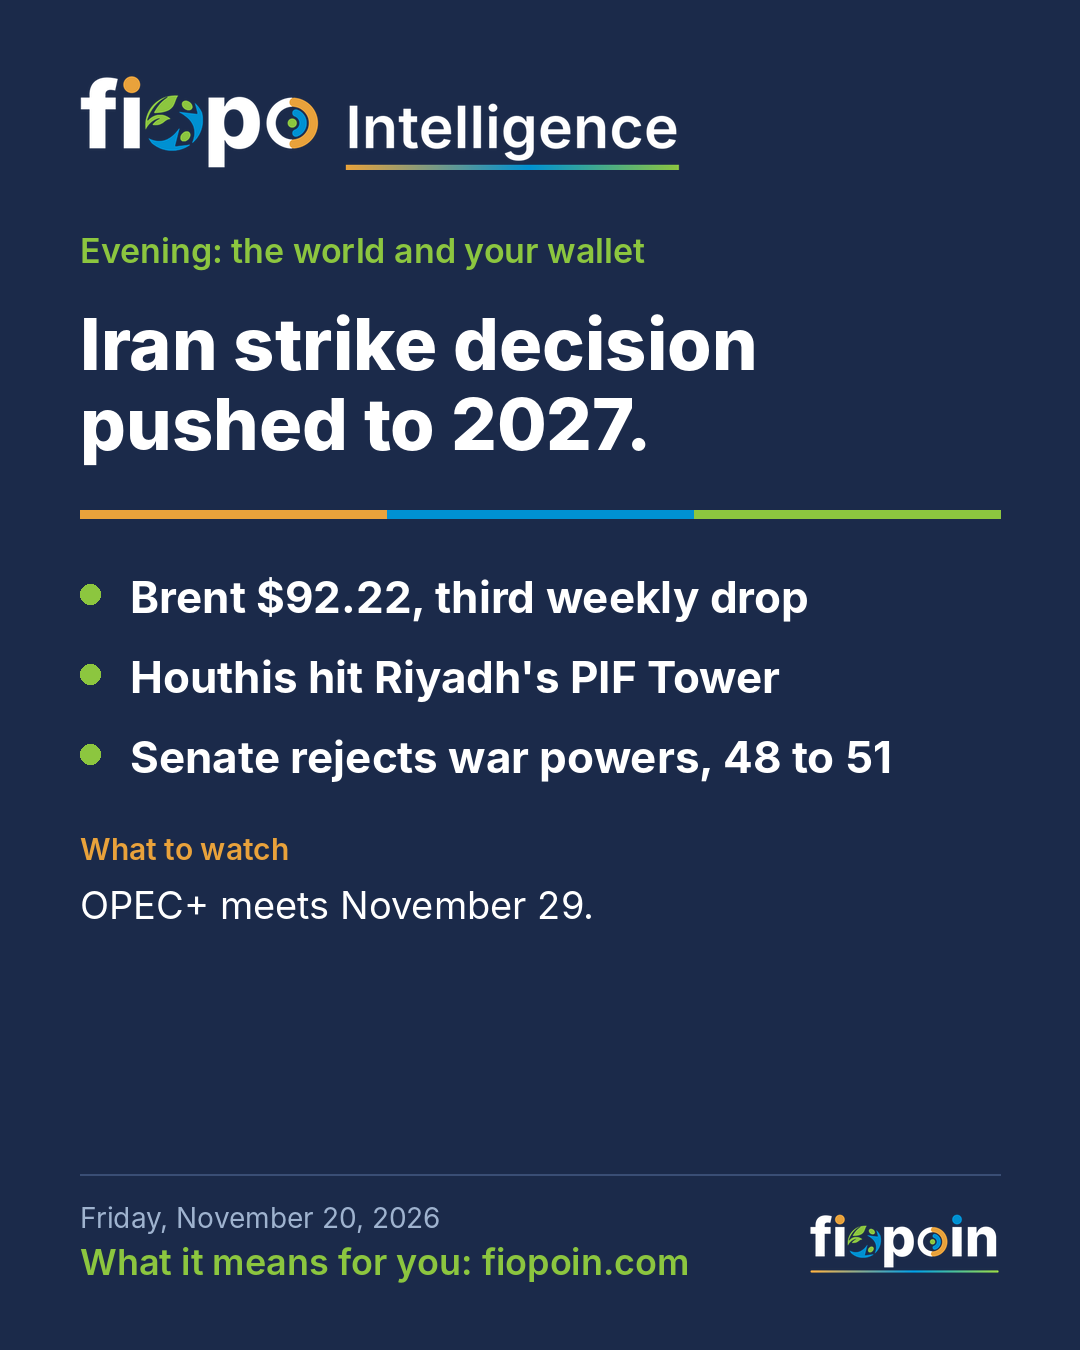 fiopo Intelligence
Evening: the world and your wallet
Iran strike decision
pushed to 2027.
Brent $92.22, third weekly drop
Houthis hit Riyadh's PIF Tower
Senate rejects war powers, 48 to 51
What to watch
OPEC+ meets November 29.
Friday, November 20, 2026
What it means for you: fiopoin.com
fiopoin